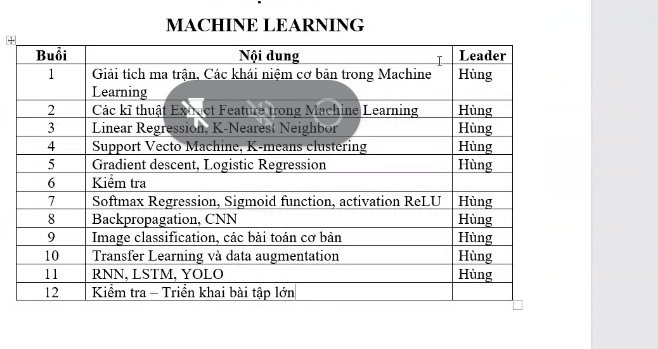 MACHINE LEARNING
Buổi Nội dung Leader
1 Giải tích ma trận, Các khái niệm cơ bản trong Machine Hùng
Learning
2 Các kĩ thuật Extract Feature trong Machine Learning Hùng
3 Linear Regression, K-Nearest Neighbor Hùng
4 Support Vecto Machine, K-means clustering Hùng
5 Gradient descent, Logistic Regression Hùng
6 Kiểm tra
7 Softmax Regression, Sigmoid function, activation ReLU Hùng
8 Backpropagation, CNN Hùng
9 Image classification, các bài toán cơ bản Hùng
10 Transfer Learning và data augmentation Hùng
11 RNN, LSTM, YOLO Hùng
12 Kiểm tra – Triển khai bài tập lớn